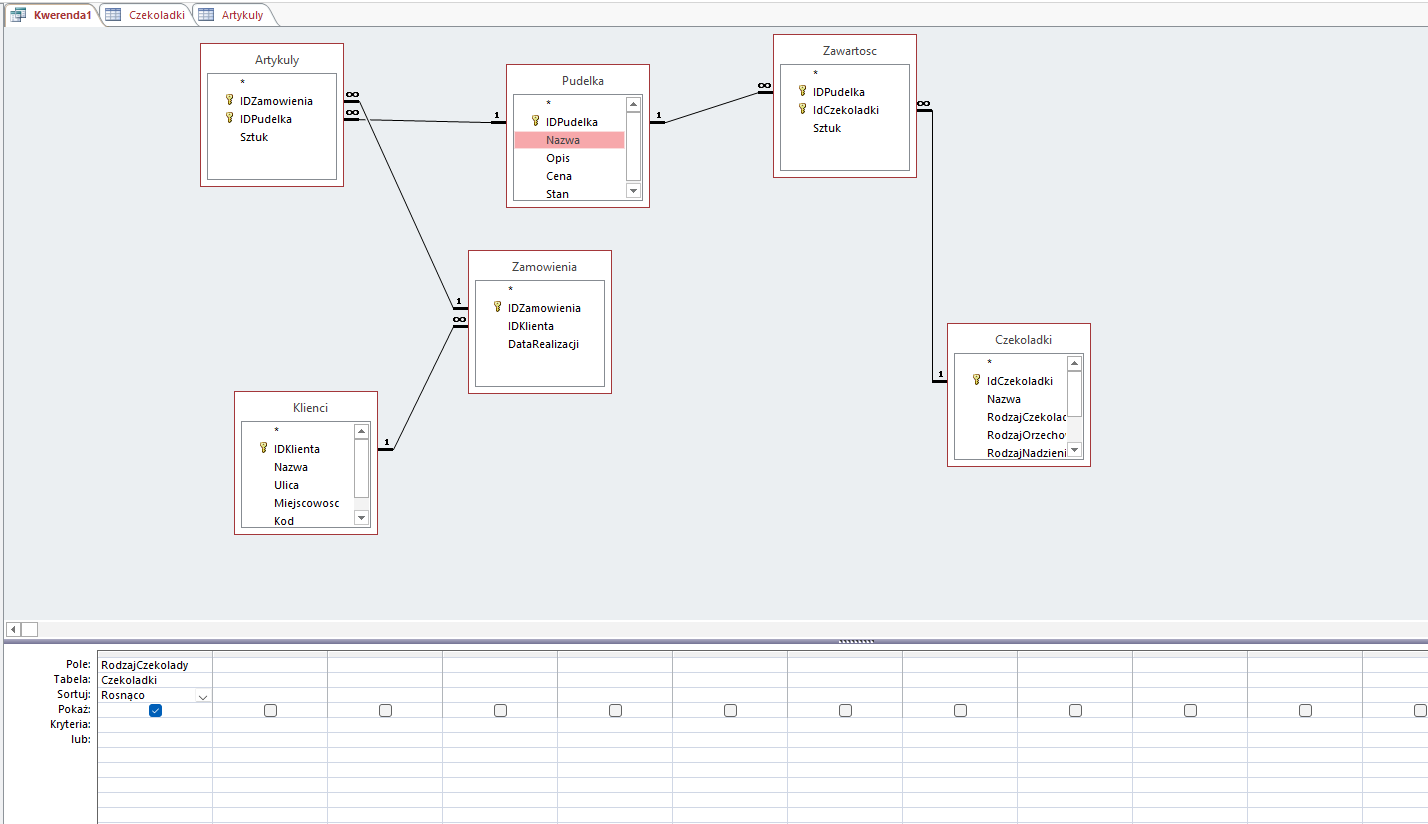 Kwerenda1 Czekoladki Artykuly
Artykuly
*
IDZamowienia
IDPudelka
Sztuk
∞
∞
Pudelka
*
IDPudelka
Nazwa
Opis
Cena
Stan
1
1
Zawartosc
*
IDPudelka
IdCzekoladki
Sztuk
∞
∞
Zamowienia
*
IDZamowienia
IDKlienta
DataRealizacji
1
∞
Czekoladki
*
IdCzekoladki
Nazwa
RodzajCzekolac
RodzajOrzecho
RodzajNadzieni
1
Klienci
*
IDKlienta
Nazwa
Ulica
Miejscowosc
Kod
1
Pole: RodzajCzekolady
Tabela: Czekoladki
Sortuj: Rosnąco
Pokaż:
Kryteria:
lub: